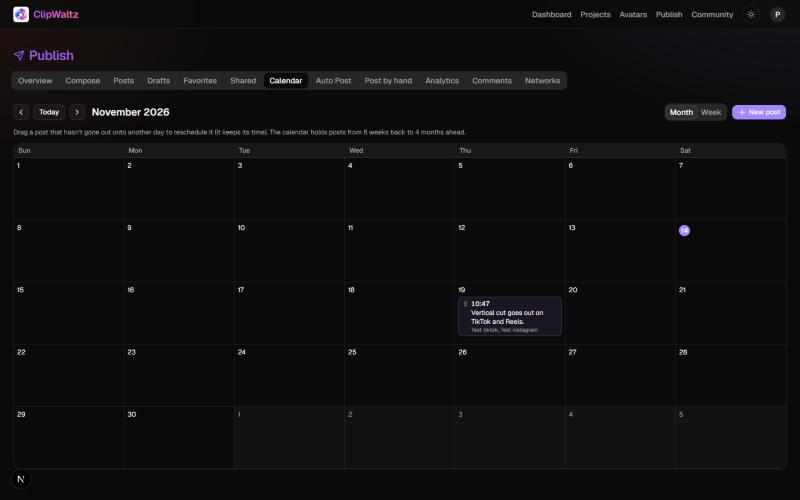 ClipWaltz
Dashboard Projects Avatars Publish Community P
Publish
Overview Compose Posts Drafts Favorites Shared Calendar Auto Post Post by hand Analytics Comments Networks
Today November 2026 Month Week + New post
Drag a post that hasn't gone out onto another day to reschedule it (it keeps its time). The calendar holds posts from 6 weeks back to 4 months ahead.
Sun Mon Tue Wed Thu Fri Sat
1 2 3 4 5 6 7
8 9 10 11 12 13 14
15 16 17 18 19 20 21
10:47
Vertical cut goes out on
TikTok and Reels.
Test tiktok, Test instagram
22 23 24 25 26 27 28
29 30 1 2 3 4 5
N